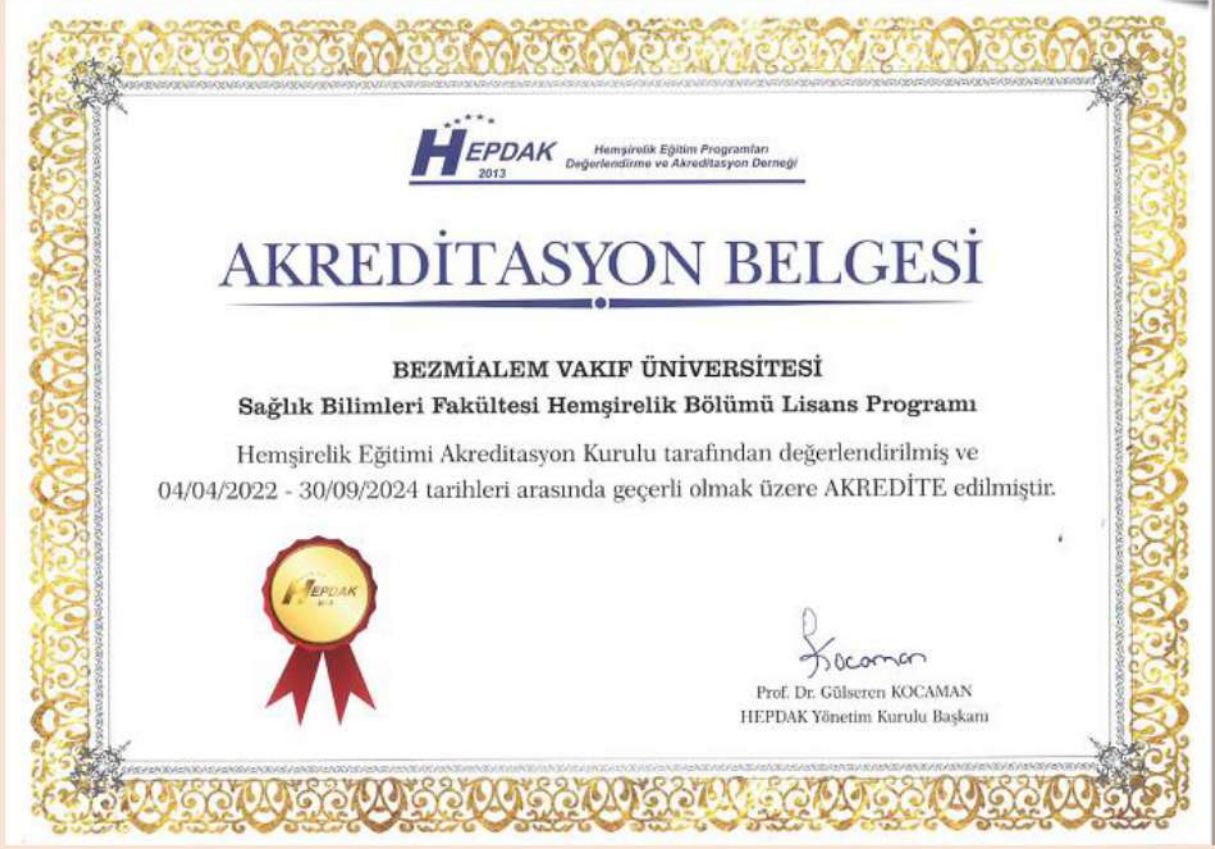 HEPDAK
2013
Hemşirelik Eğitim Programları
Değerlendirme ve Akreditasyon Derneği
AKREDİTASYON BELGESİ
BEZMİALEM VAKIF ÜNİVERSİTESİ
Sağlık Bilimleri Fakültesi Hemşirelik Bölümü Lisans Programı
Hemşirelik Eğitimi Akreditasyon Kurulu tarafından değerlendirilmiş ve
04/04/2022 - 30/09/2024 tarihleri arasında geçerli olmak üzere AKREDİTE edilmiştir.
HEPDAK
Kocaman
Prof. Dr. Gülseren KOCAMAN
HEPDAK Yönetim Kurulu Başkanı